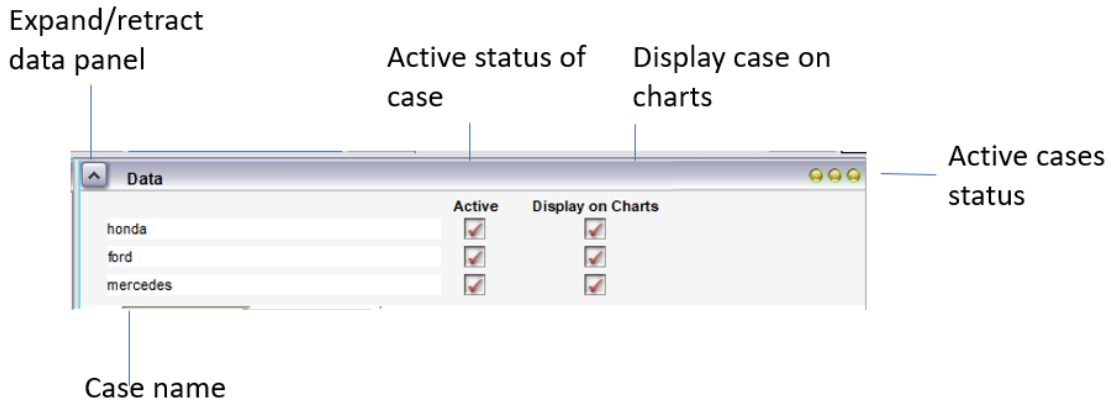 Expand/retract
data panel
Active status of
case
Display case on
charts
Active cases
status
Data
Active Display on Charts
honda
ford
mercedes
Case name